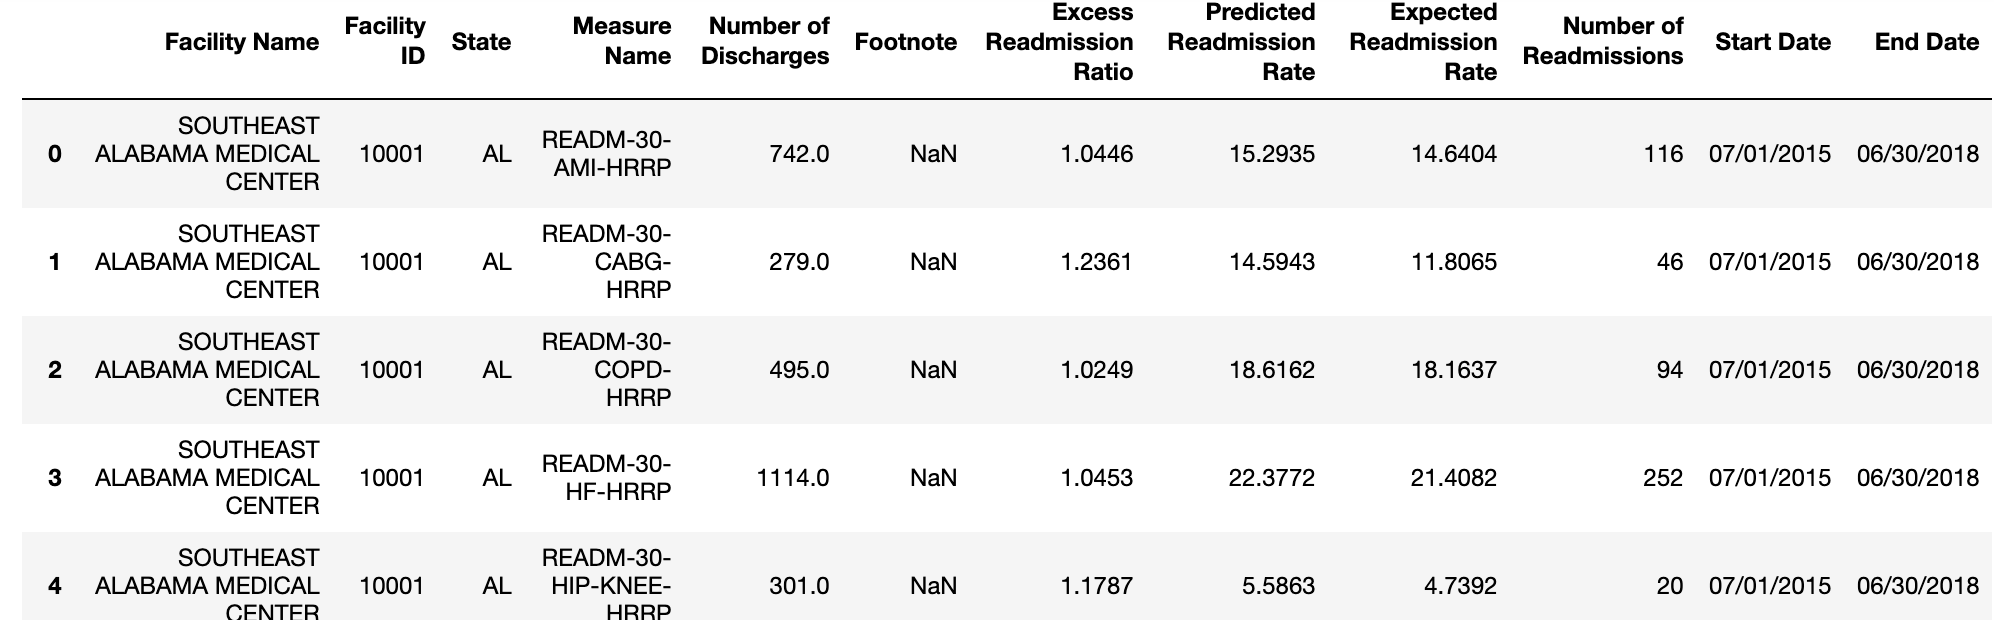 Facility Name Facility ID State Measure Name Number of Discharges Footnote Excess Readmission Ratio Predicted Readmission Rate Expected Readmission Rate Number of Readmissions Start Date End Date
0 SOUTHEAST ALABAMA MEDICAL CENTER 10001 AL READM-30-AMI-HRRP 742.0 NaN 1.0446 15.2935 14.6404 116 07/01/2015 06/30/2018
1 SOUTHEAST ALABAMA MEDICAL CENTER 10001 AL READM-30-CABG-HRRP 279.0 NaN 1.2361 14.5943 11.8065 46 07/01/2015 06/30/2018
2 SOUTHEAST ALABAMA MEDICAL CENTER 10001 AL READM-30-COPD-HRRP 495.0 NaN 1.0249 18.6162 18.1637 94 07/01/2015 06/30/2018
3 SOUTHEAST ALABAMA MEDICAL CENTER 10001 AL READM-30-HF-HRRP 1114.0 NaN 1.0453 22.3772 21.4082 252 07/01/2015 06/30/2018
4 SOUTHEAST ALABAMA MEDICAL CENTER 10001 AL READM-30-HIP-KNEE-HRRP 301.0 NaN 1.1787 5.5863 4.7392 20 07/01/2015 06/30/2018